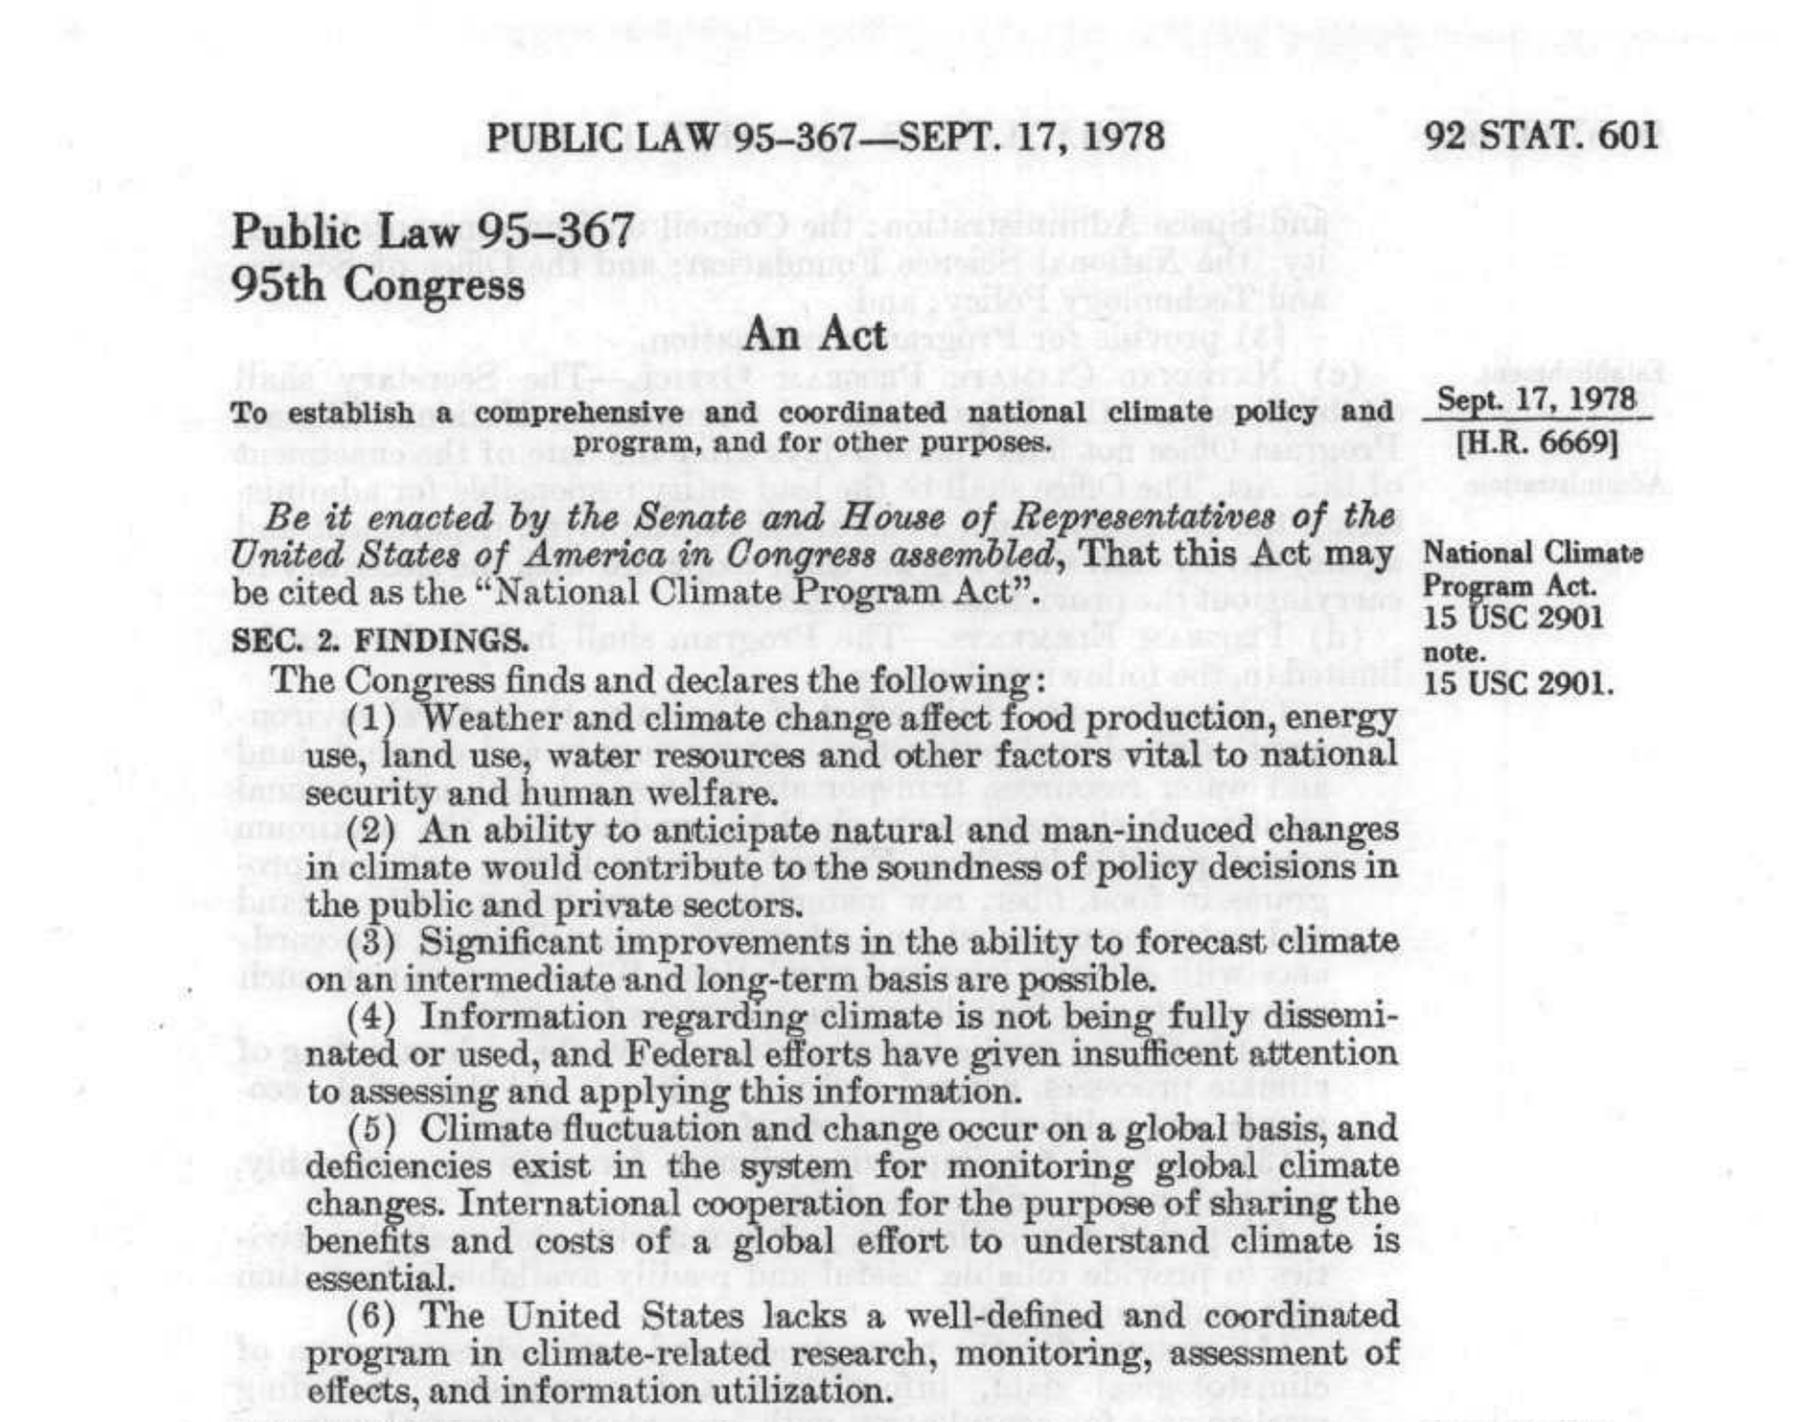 PUBLIC LAW 95–367—SEPT. 17, 1978
92 STAT. 601
Public Law 95–367
95th Congress
An Act
To establish a comprehensive and coordinated national climate policy and
program, and for other purposes.
Sept. 17, 1978
[H.R. 6669]
Be it enacted by the Senate and House of Representatives of the
United States of America in Congress assembled, That this Act may
be cited as the “National Climate Program Act”.
National Climate
Program Act.
15 USC 2901
note.
15 USC 2901.
SEC. 2. FINDINGS.
The Congress finds and declares the following:
(1) Weather and climate change affect food production, energy
use, land use, water resources and other factors vital to national
security and human welfare.
(2) An ability to anticipate natural and man-induced changes
in climate would contribute to the soundness of policy decisions in
the public and private sectors.
(3) Significant improvements in the ability to forecast climate
on an intermediate and long-term basis are possible.
(4) Information regarding climate is not being fully dissemi-
nated or used, and Federal efforts have given insufficent attention
to assessing and applying this information.
(5) Climate fluctuation and change occur on a global basis, and
deficiencies exist in the system for monitoring global climate
changes. International cooperation for the purpose of sharing the
benefits and costs of a global effort to understand climate is
essential.
(6) The United States lacks a well-defined and coordinated
program in climate-related research, monitoring, assessment of
effects, and information utilization.